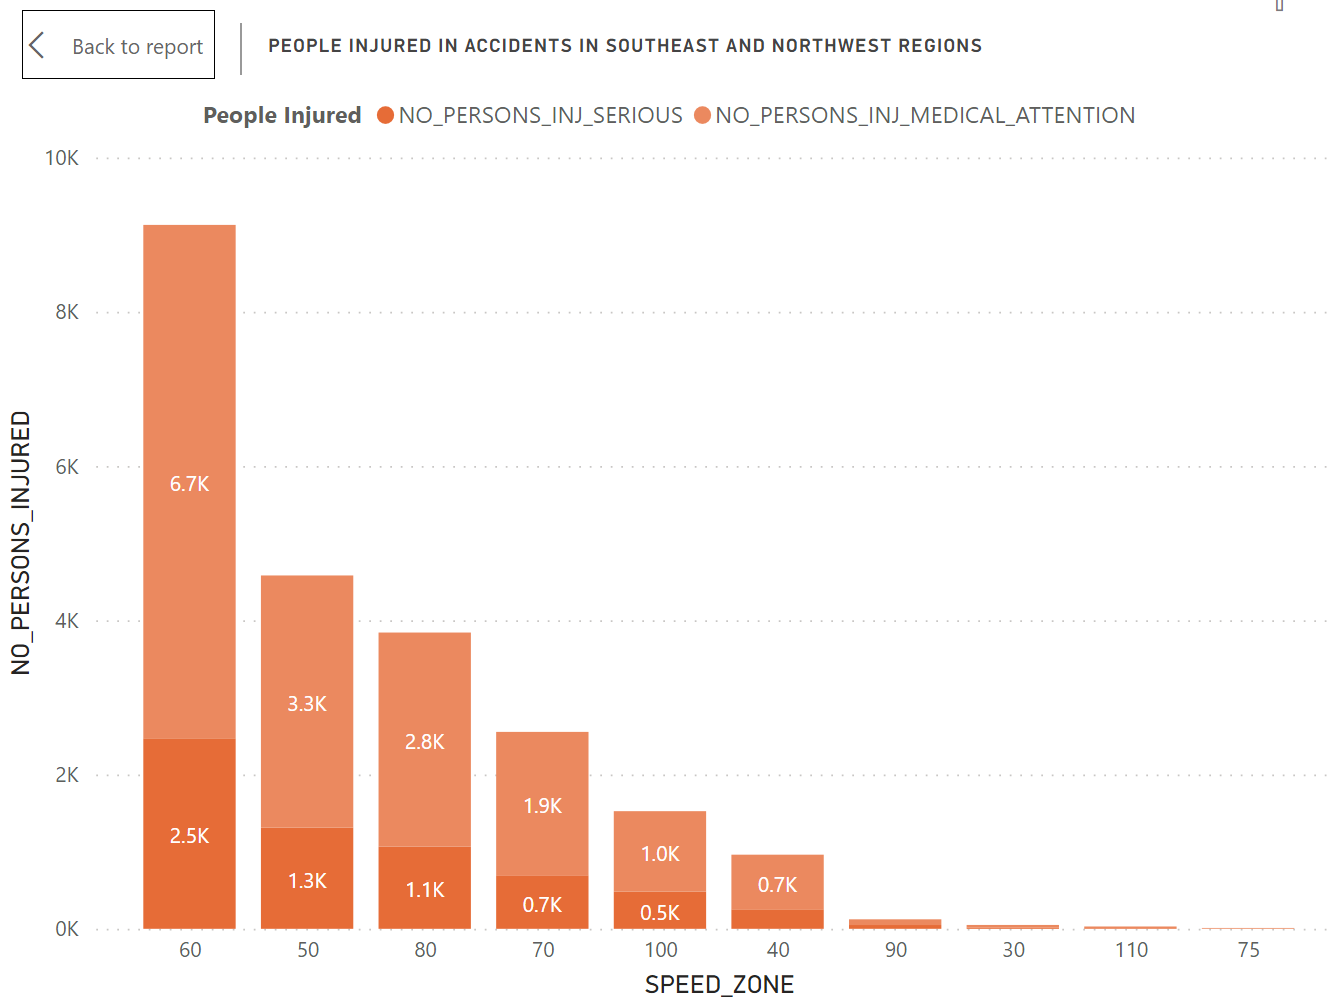 Back to report
PEOPLE INJURED IN ACCIDENTS IN SOUTHEAST AND NORTHWEST REGIONS
People Injured NO_PERSONS_INJ_SERIOUS NO_PERSONS_INJ_MEDICAL_ATTENTION
10K
8K
6K
4K
2K
0K
NO_PERSONS_INJURED
6.7K
2.5K
3.3K
1.3K
2.8K
1.1K
1.9K
0.7K
1.0K
0.5K
0.7K
60 50 80 70 100 40 90 30 110 75
SPEED_ZONE